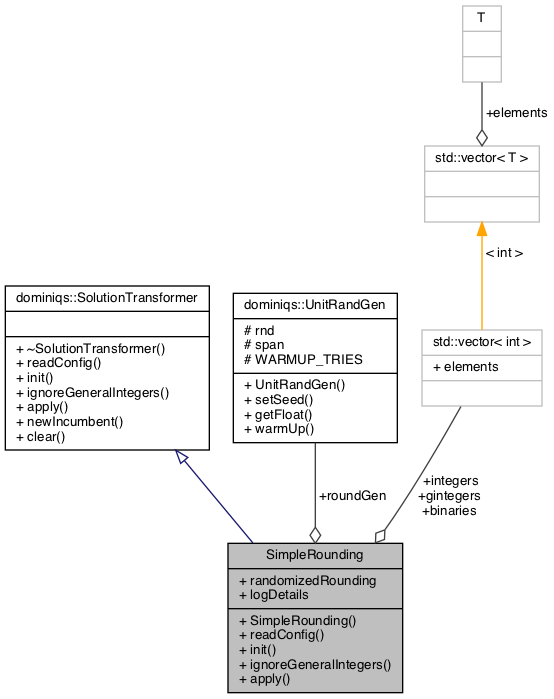 T
+elements
std::vector< T >
< int >
dominiqs::SolutionTransformer
+ ~SolutionTransformer()
+ readConfig()
+ init()
+ ignoreGeneralIntegers()
+ apply()
+ newIncumbent()
+ clear()
dominiqs::UnitRandGen
# rnd
# span
# WARMUP_TRIES
+ UnitRandGen()
+ setSeed()
+ getFloat()
+ warmUp()
std::vector< int >
+ elements
+roundGen
+integers
+gintegers
+binaries
SimpleRounding
+ randomizedRounding
+ logDetails
+ SimpleRounding()
+ readConfig()
+ init()
+ ignoreGeneralIntegers()
+ apply()